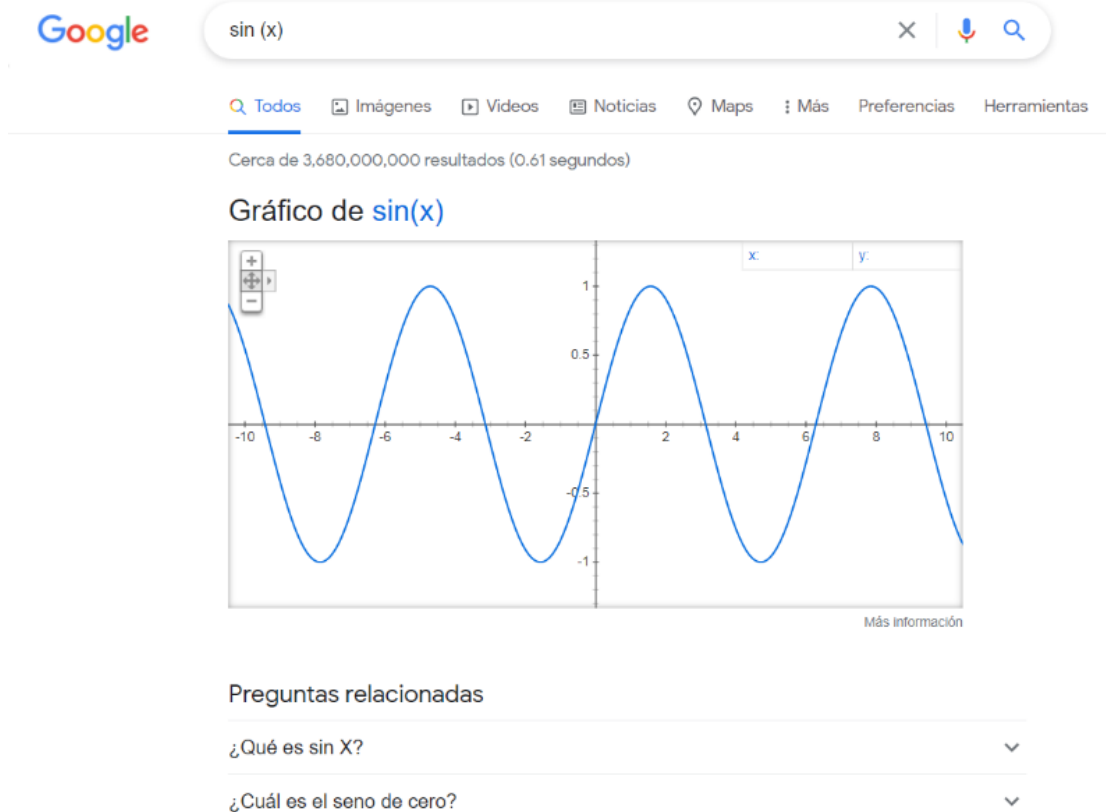 Google sin (x)
Todos Imágenes Videos Noticias Maps Más Preferencias Herramientas
Cerca de 3,680,000,000 resultados (0.61 segundos)
Gráfico de sin(x)
x: y:
1
0.5
-10 -8 -6 -4 -2 2 4 6 8 10
-0.5
-1
Más información
Preguntas relacionadas
¿Qué es sin X?
¿Cuál es el seno de cero?